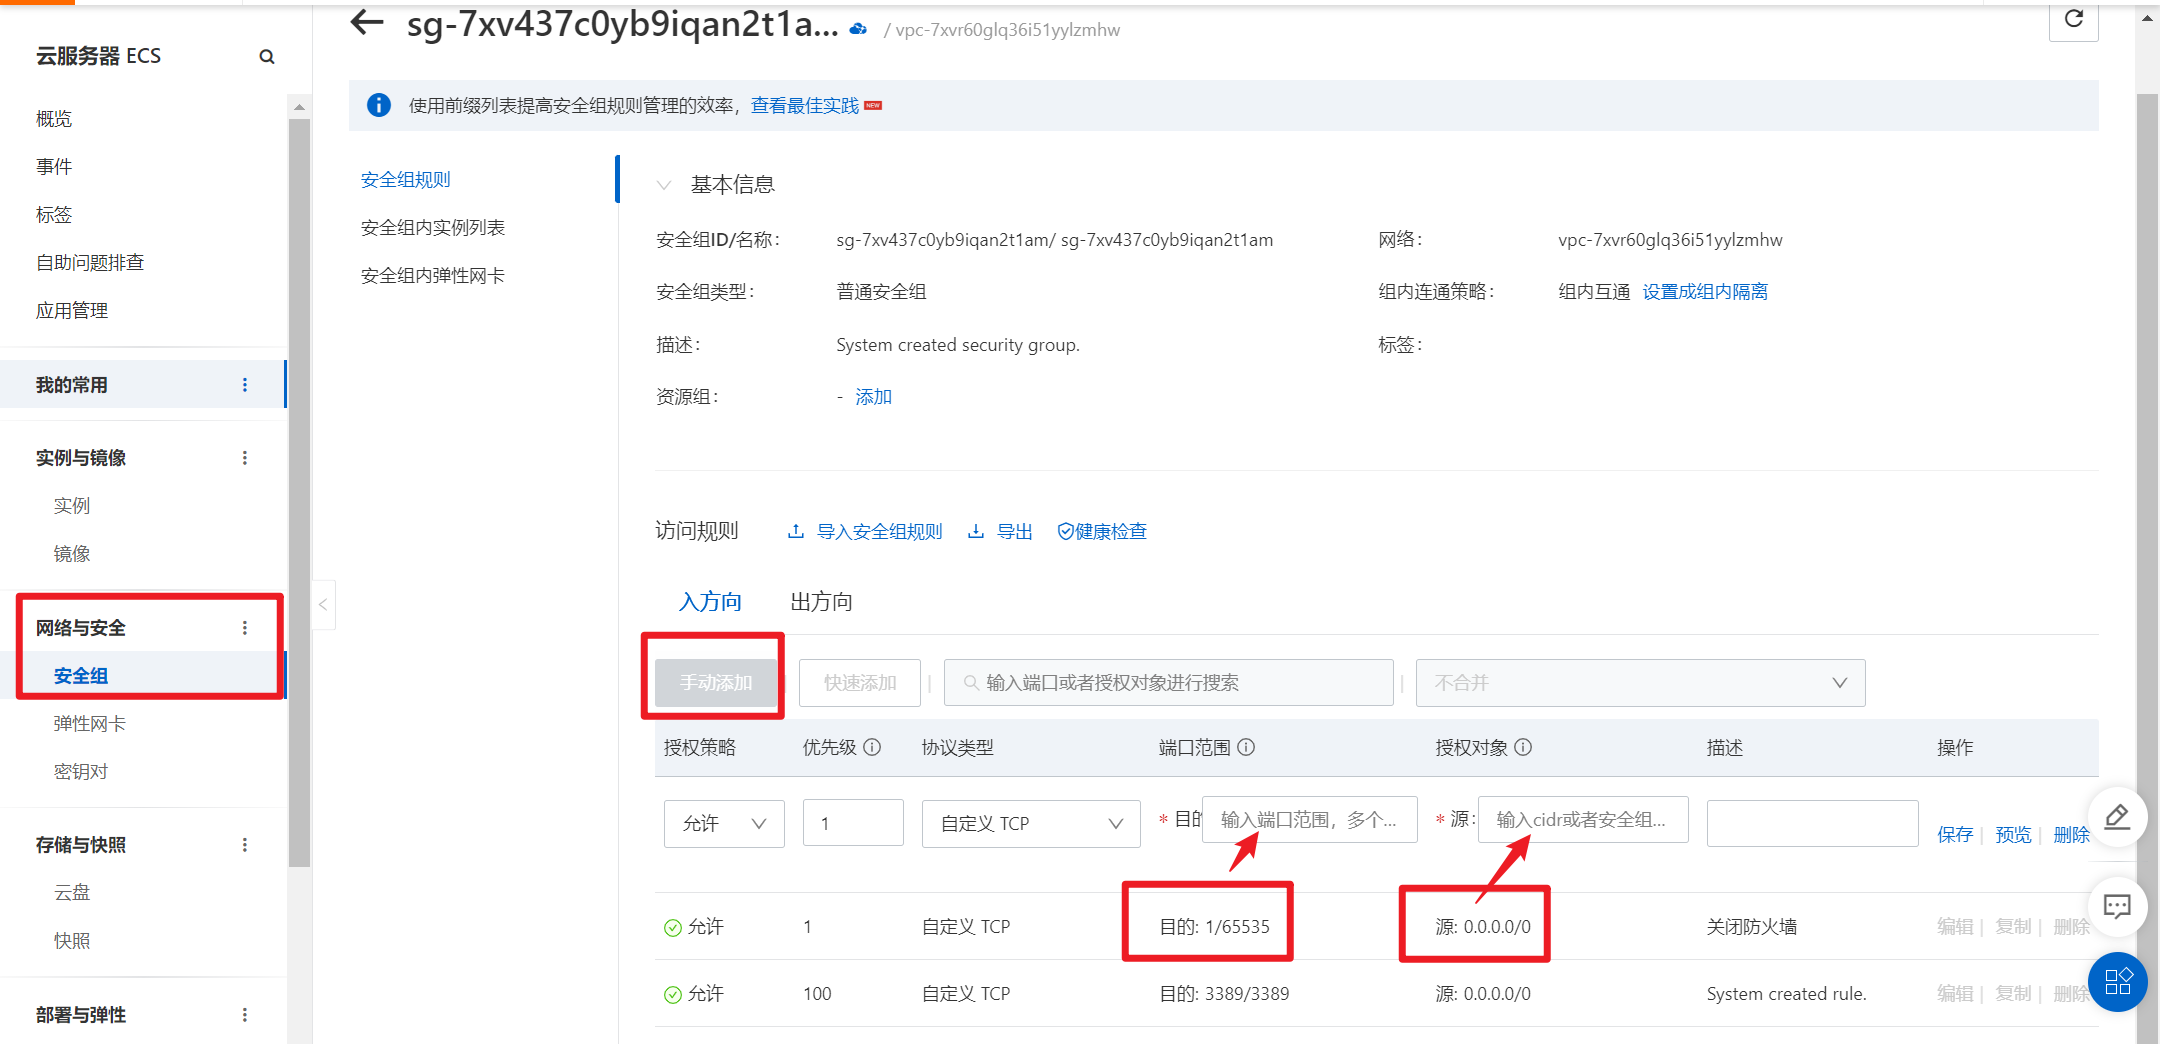 sg-7xv437c0yb9iqan2t1a... / vpc-7xvr60glq36i51yylzmhw
云服务器 ECS
概览
事件
标签
自助问题排查
应用管理
我的常用
实例与镜像
实例
镜像
网络与安全
安全组
弹性网卡
密钥对
存储与快照
云盘
快照
部署与弹性
使用前缀列表提高安全组规则管理的效率，查看最佳实践 NEW
安全组规则
安全组内实例列表
安全组内弹性网卡
基本信息
安全组ID/名称： sg-7xv437c0yb9iqan2t1am/ sg-7xv437c0yb9iqan2t1am 网络： vpc-7xvr60glq36i51yylzmhw
安全组类型： 普通安全组 组内连通策略： 组内互通 设置成组内隔离
描述： System created security group. 标签：
资源组： - 添加
访问规则 导入安全组规则 导出 健康检查
入方向 出方向
手动添加 快速添加 输入端口或者授权对象进行搜索 不合并
授权策略 优先级 协议类型 端口范围 授权对象 描述 操作
允许 1 自定义 TCP * 目的 输入端口范围，多个... * 源： 输入cidr或者安全组... 保存 | 预览 | 删除
允许 1 自定义 TCP 目的: 1/65535 源: 0.0.0.0/0 关闭防火墙 编辑 | 复制 | 删除
允许 100 自定义 TCP 目的: 3389/3389 源: 0.0.0.0/0 System created rule. 编辑 | 复制 | 删除